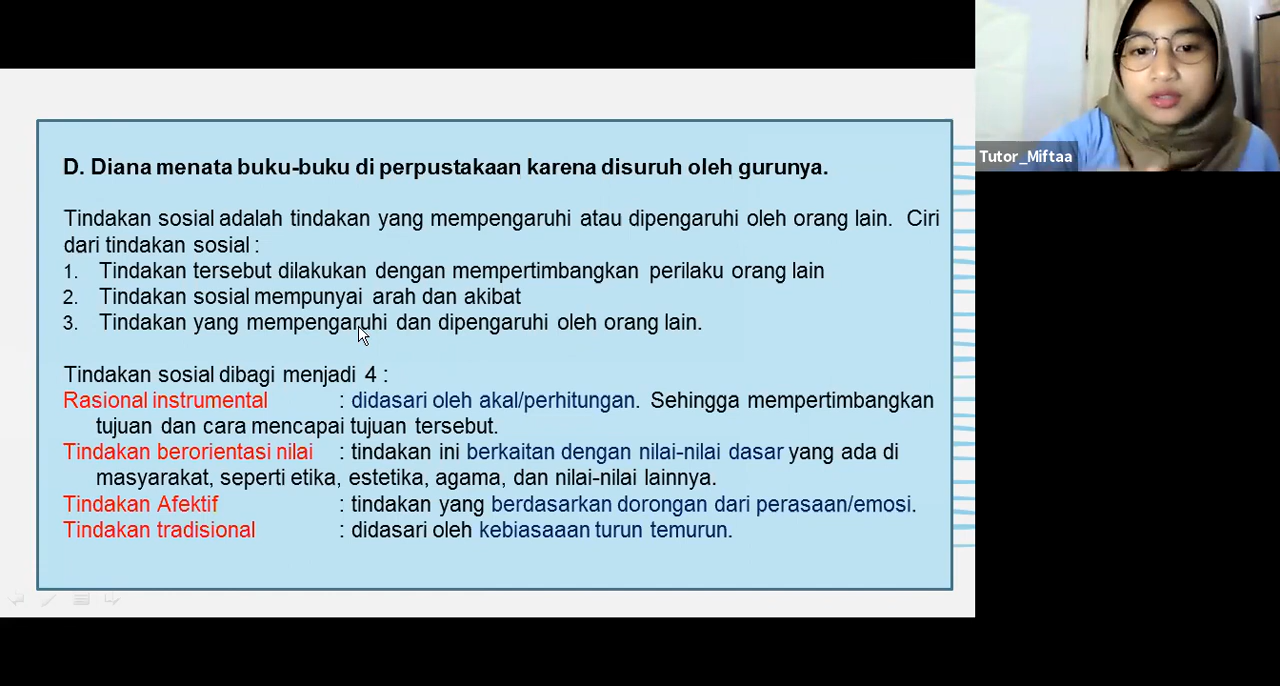 D. Diana menata buku-buku di perpustakaan karena disuruh oleh gurunya.
Tindakan sosial adalah tindakan yang mempengaruhi atau dipengaruhi oleh orang lain. Ciri
dari tindakan sosial :
1. Tindakan tersebut dilakukan dengan mempertimbangkan perilaku orang lain
2. Tindakan sosial mempunyai arah dan akibat
3. Tindakan yang mempengaruhi dan dipengaruhi oleh orang lain.
Tindakan sosial dibagi menjadi 4 :
Rasional instrumental : didasari oleh akal/perhitungan. Sehingga mempertimbangkan
tujuan dan cara mencapai tujuan tersebut.
Tindakan berorientasi nilai : tindakan ini berkaitan dengan nilai-nilai dasar yang ada di
masyarakat, seperti etika, estetika, agama, dan nilai-nilai lainnya.
Tindakan Afektif : tindakan yang berdasarkan dorongan dari perasaan/emosi.
Tindakan tradisional : didasari oleh kebiasaaan turun temurun.
Tutor_Miftaa